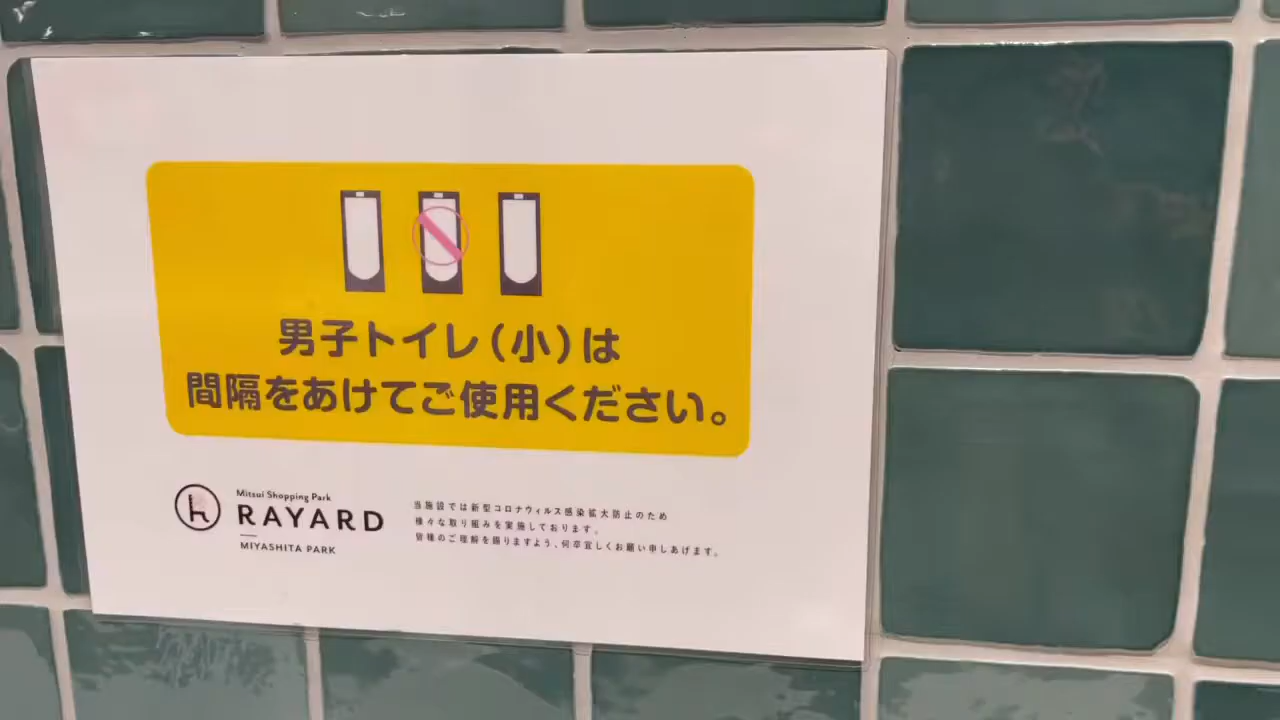 男子トイレ(小)は
間隔をあけてご使用ください。
Mitsui Shopping Park
RAYARD
MIYASHITA PARK
当施設では新型コロナウィルス感染拡大防止のため
様々な取り組みを実施しております。
皆様のご理解を賜りますよう、何卒宜しくお願い申しあげます。